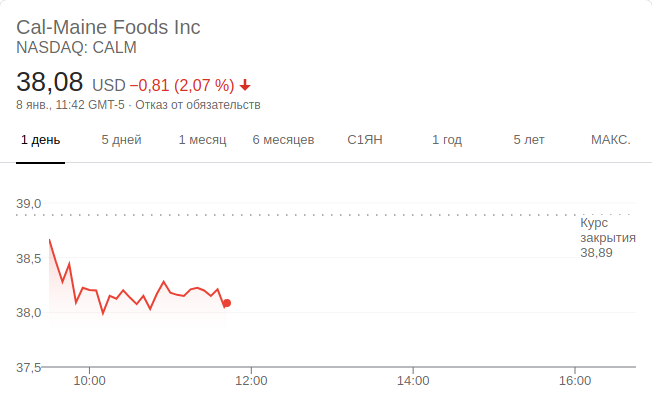 Cal-Maine Foods Inc
NASDAQ: CALM
38,08 USD −0,81 (2,07 %)
8 янв., 11:42 GMT-5 · Отказ от обязательств
1 день 5 дней 1 месяц 6 месяцев С1ЯН 1 год 5 лет МАКС.
39,0
Курс
закрытия
38,89
38,5
38,0
37,5
10:00 12:00 14:00 16:00